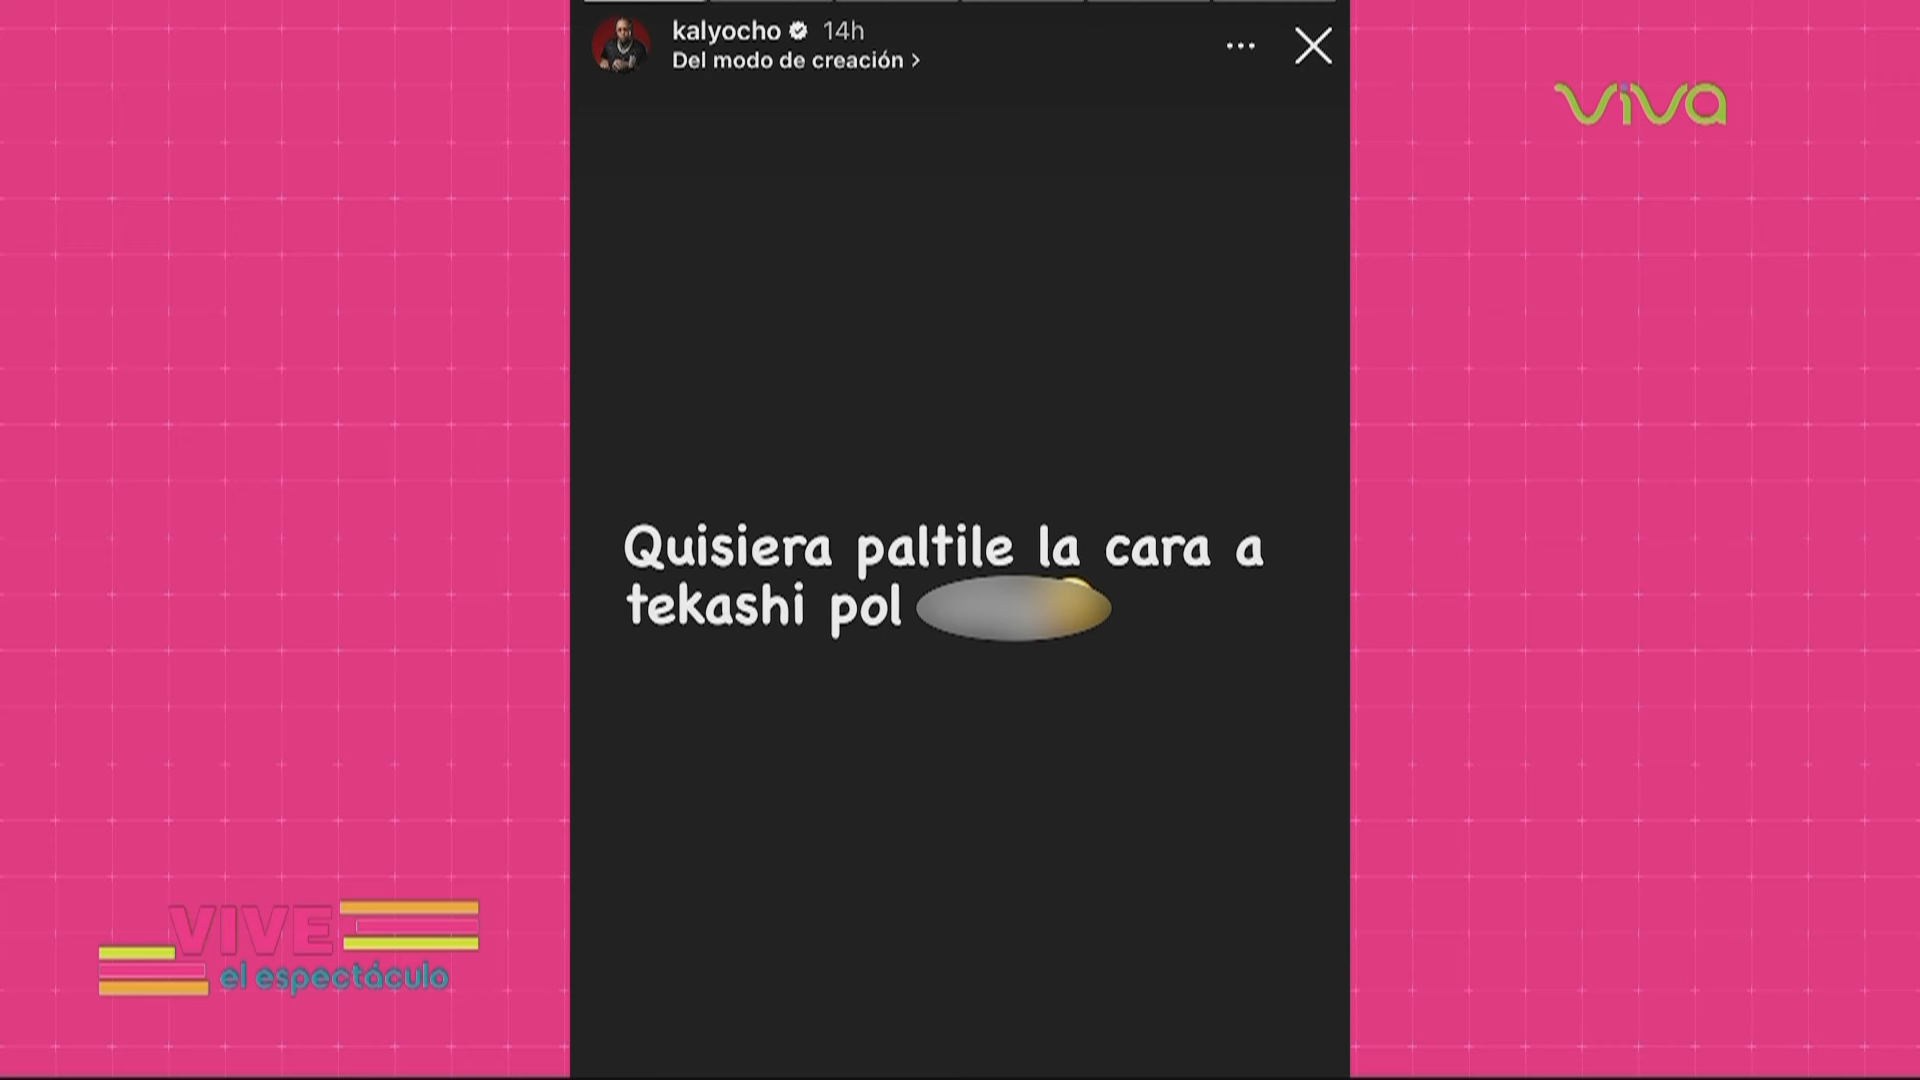 kalyocho 14h
Del modo de creación >
viva
Quisiera paltile la cara a
tekashi pol
VIVE
el espectáculo